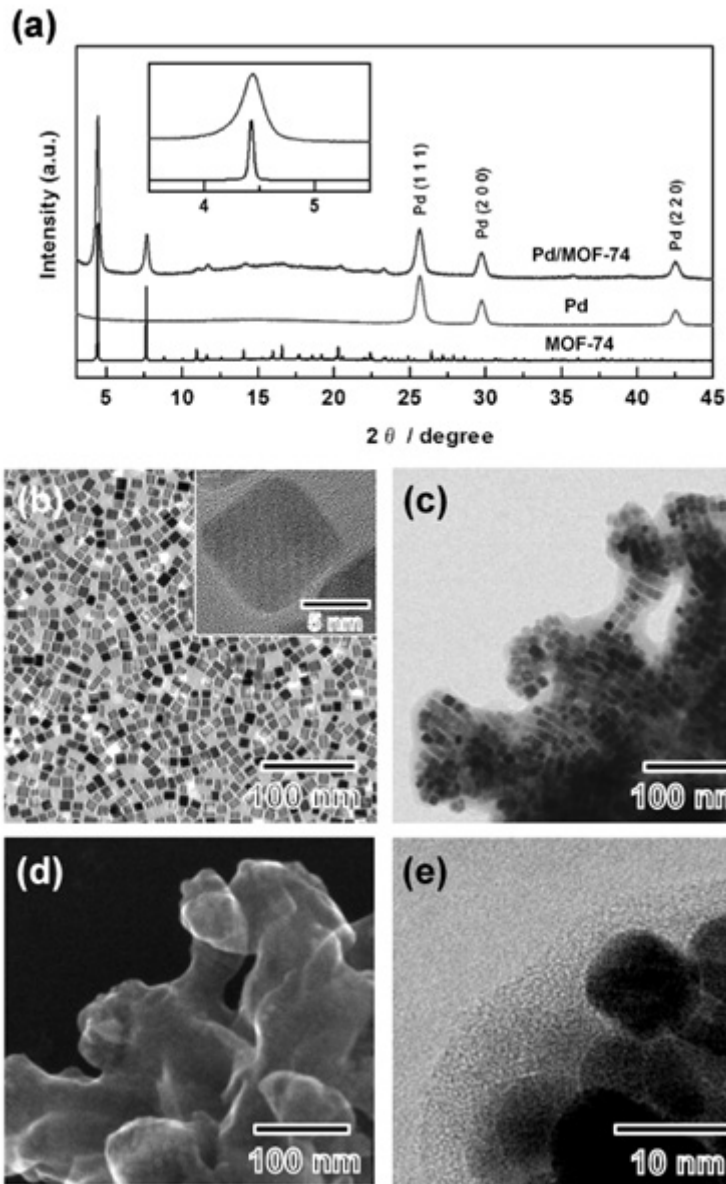 (a)
Intensity (a.u.)
4 5
Pd (1 1 1)
Pd (2 0 0)
Pd (2 2 0)
Pd/MOF-74
Pd
MOF-74
5 10 15 20 25 30 35 40 45
2 θ / degree
(b)
5 nm
100 nm
(c)
100 nm
(d)
100 nm
(e)
10 nm